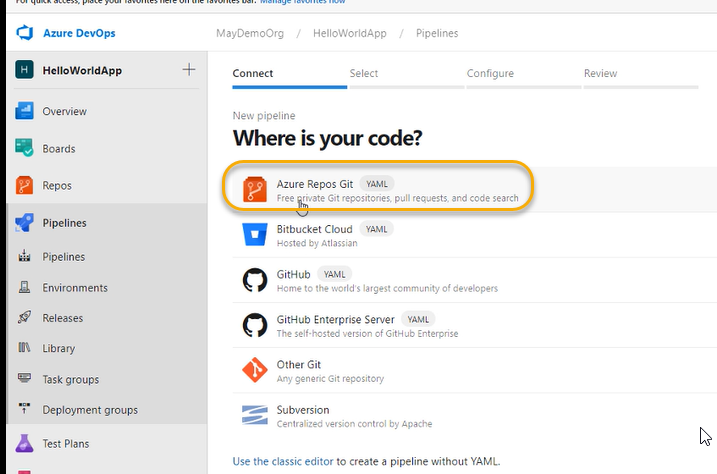 For quick access, place your favorites here on the favorites bar. Manage favorites now
Azure DevOps
MayDemoOrg / HelloWorldApp / Pipelines
H HelloWorldApp +
Overview
Boards
Repos
Pipelines
Pipelines
Environments
Releases
Library
Task groups
Deployment groups
Test Plans
Connect Select Configure Review
New pipeline
Where is your code?
Azure Repos Git YAML
Free private Git repositories, pull requests, and code search
Bitbucket Cloud YAML
Hosted by Atlassian
GitHub YAML
Home to the world's largest community of developers
GitHub Enterprise Server YAML
The self-hosted version of GitHub Enterprise
Other Git
Any generic Git repository
Subversion
Centralized version control by Apache
Use the classic editor to create a pipeline without YAML.